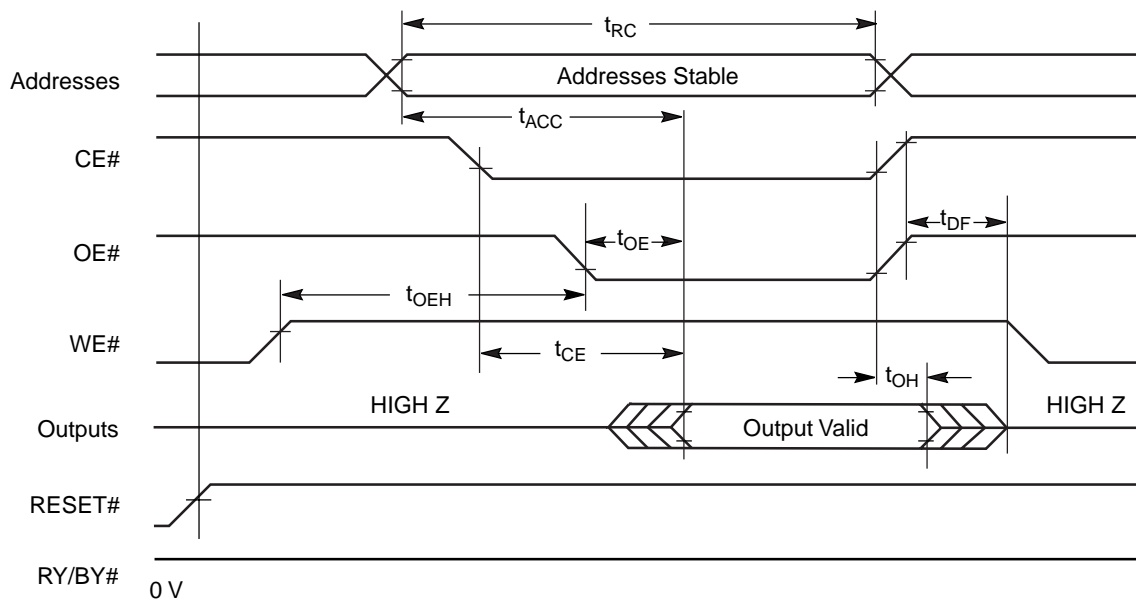 tRC
Addresses
Addresses Stable
tACC
CE#
tDF
OE#
tOE
tOEH
WE#
tCE
tOH
HIGH Z
HIGH Z
Outputs
Output Valid
RESET#
RY/BY#
0 V